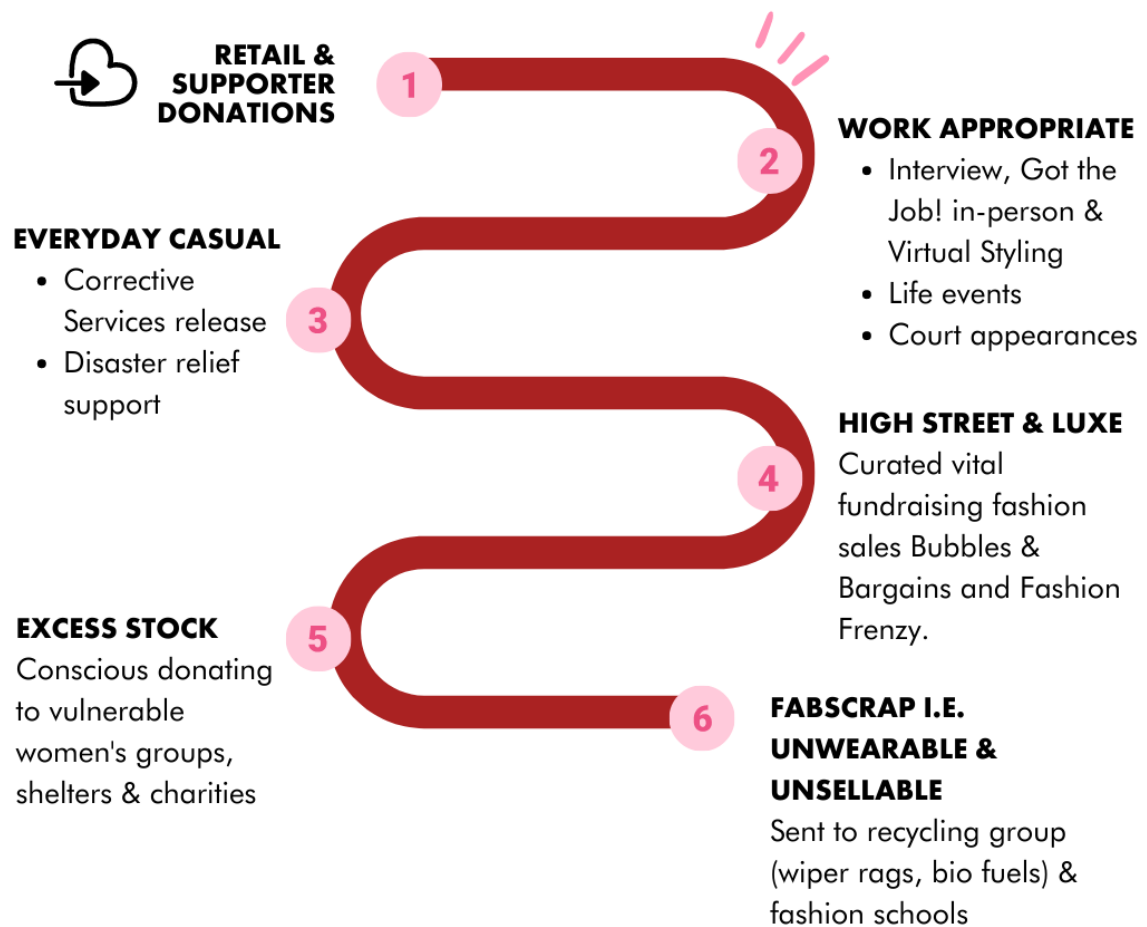 RETAIL &
SUPPORTER
DONATIONS
1
2
WORK APPROPRIATE
• Interview, Got the
Job! in-person &
Virtual Styling
• Life events
• Court appearances
EVERYDAY CASUAL
• Corrective
Services release
• Disaster relief
support
3
HIGH STREET & LUXE
Curated vital
fundraising fashion
sales Bubbles &
Bargains and Fashion
Frenzy.
4
EXCESS STOCK
Conscious donating
to vulnerable
women's groups,
shelters & charities
5
6
FABSCRAP I.E.
UNWEARABLE &
UNSELLABLE
Sent to recycling group
(wiper rags, bio fuels) &
fashion schools